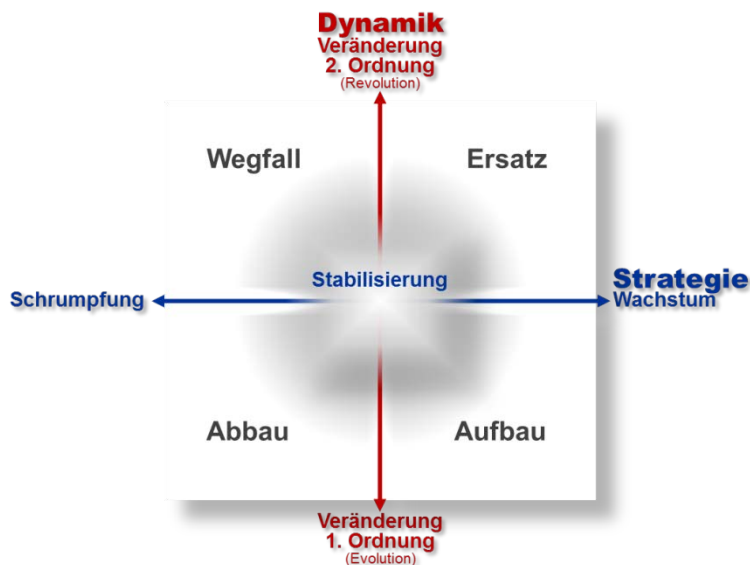 Dynamik
Veränderung
2. Ordnung
(Revolution)
Wegfall
Ersatz
Stabilisierung
Schrumpfung
Strategie
Wachstum
Abbau
Aufbau
Veränderung
1. Ordnung
(Evolution)